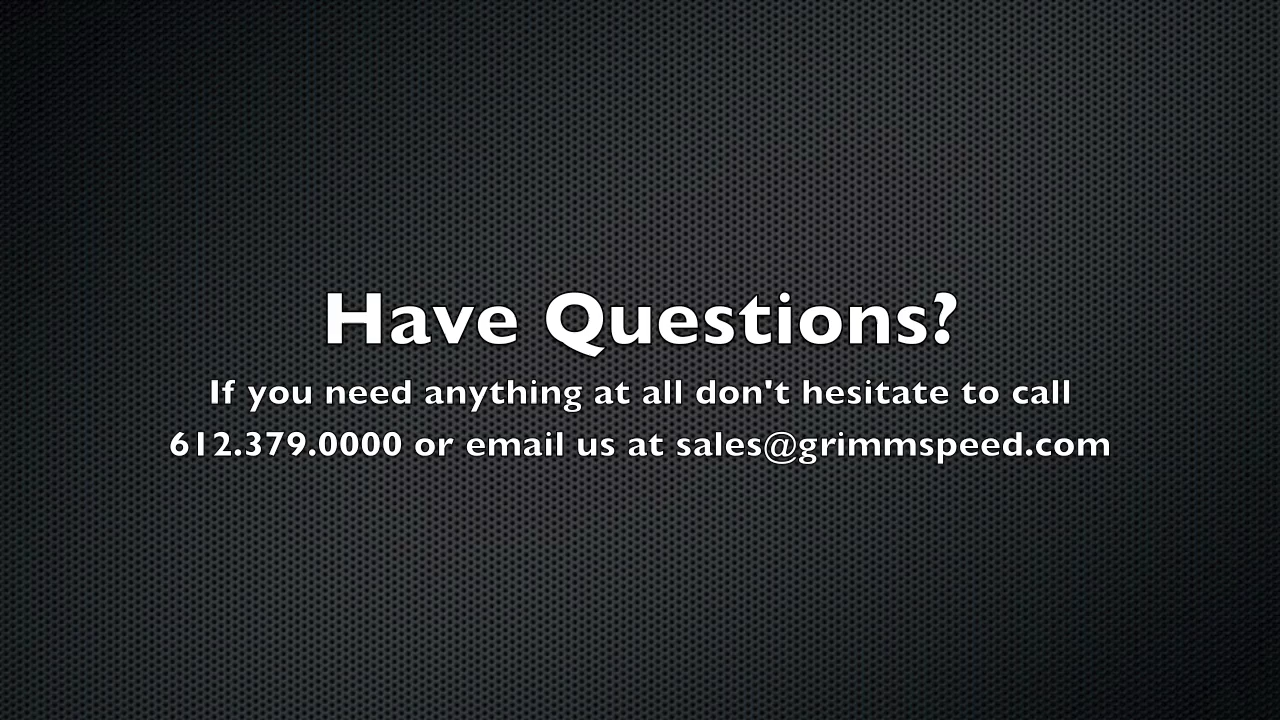 Have Questions?
If you need anything at all don't hesitate to call
612.379.0000 or email us at sales@grimmspeed.com